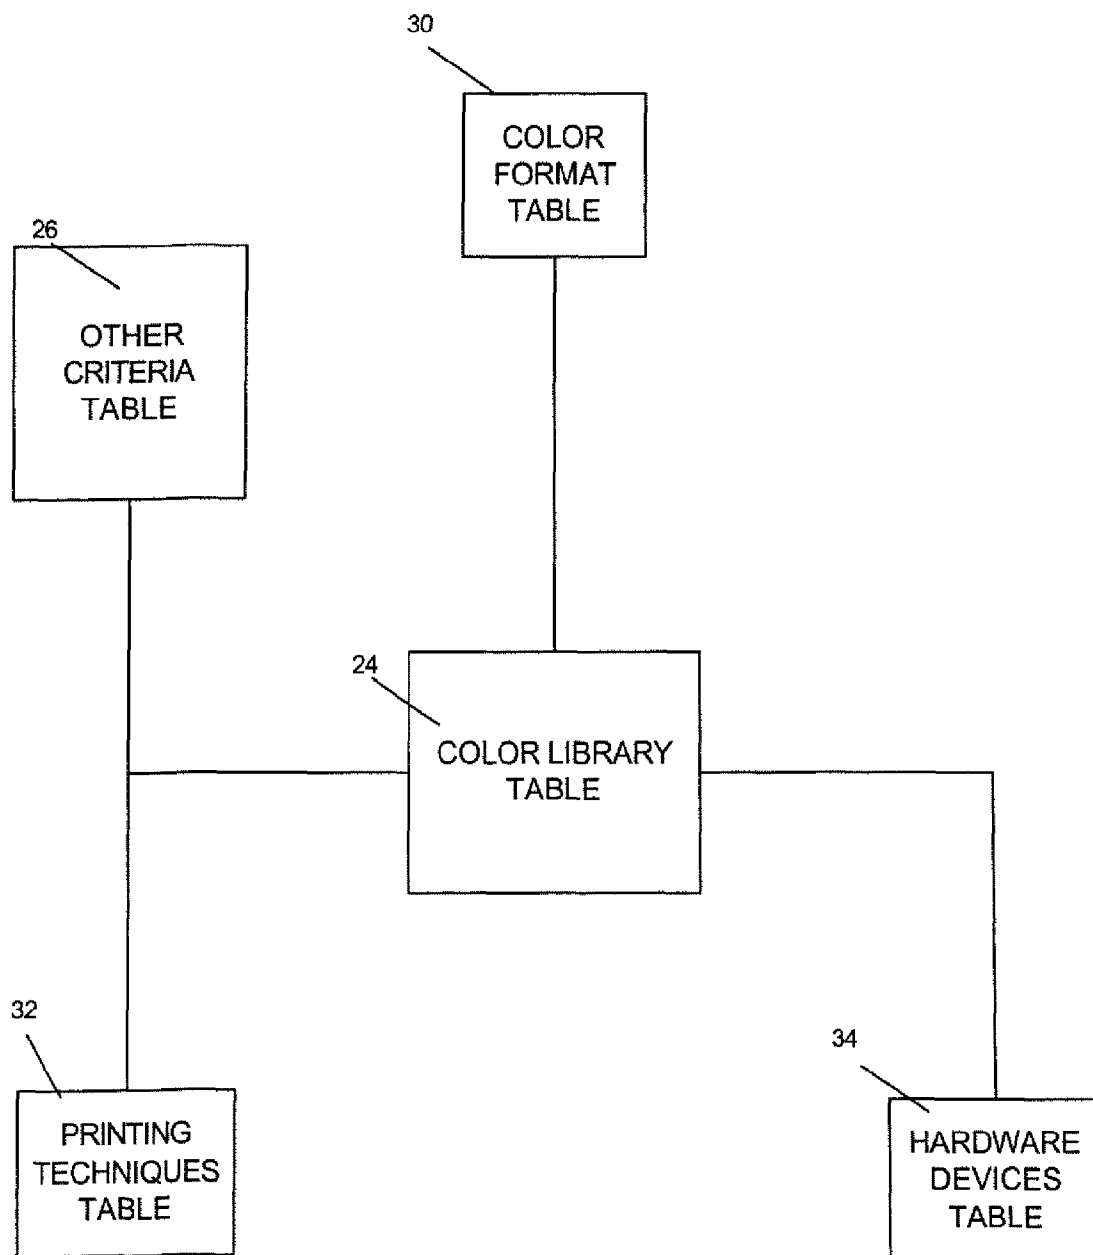 30
COLOR
FORMAT
TABLE
26
OTHER
CRITERIA
TABLE
24
COLOR LIBRARY
TABLE
32
PRINTING
TECHNIQUES
TABLE
34
HARDWARE
DEVICES
TABLE